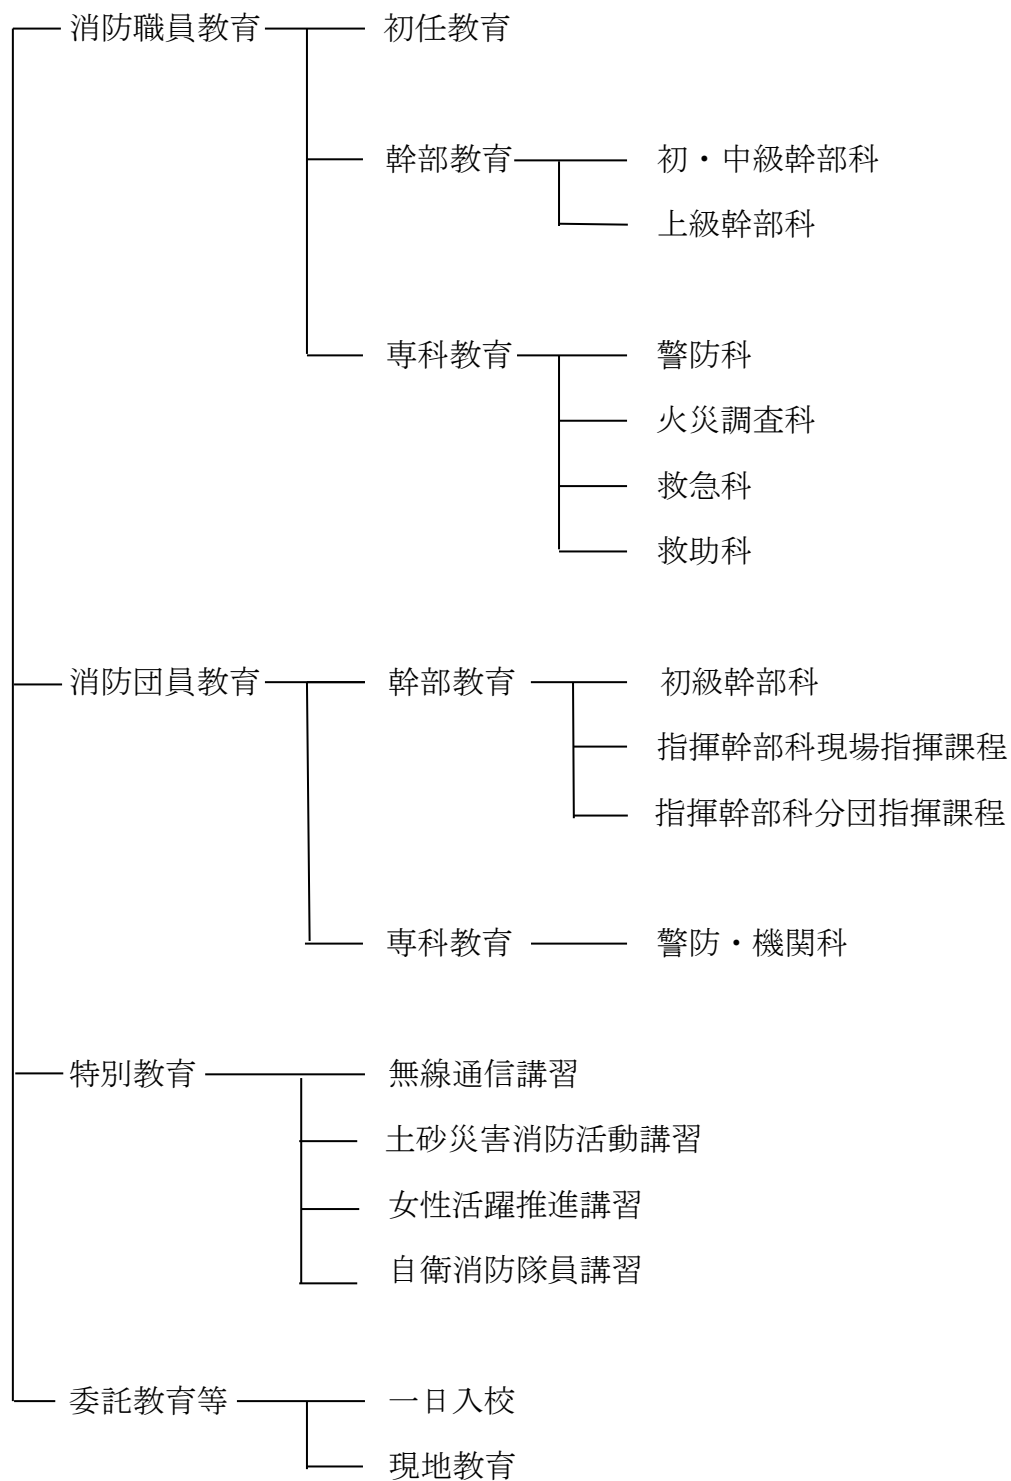 消防職員教育 初任教育
幹部教育 初・中級幹部科
上級幹部科
専科教育 警防科
火災調査科
救急科
救助科
消防団員教育 幹部教育 初級幹部科
指揮幹部科現場指揮課程
指揮幹部科分団指揮課程
専科教育 警防・機関科
特別教育 無線通信講習
土砂災害消防活動講習
女性活躍推進講習
自衛消防隊員講習
委託教育等 一日入校
現地教育